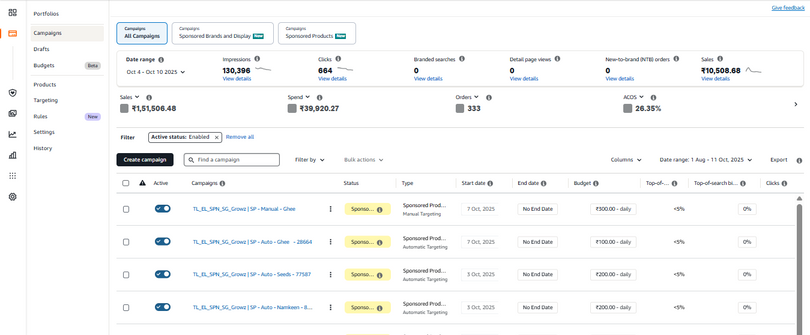 Give feedback
Portfolios
Campaigns
Drafts
Budgets Beta
Products
Targeting
Rules New
Settings
History
Campaigns
All Campaigns
Campaigns
Sponsored Brands and Display New
Campaigns
Sponsored Products New
Date range
Oct 4 - Oct 10 2025
Impressions
130,396
View details
Clicks
664
View details
Branded searches
0
View details
Detail page views
0
View details
New-to-brand (NTB) orders
0
View details
Sales
₹10,508.68
View details
Sales
₹1,51,506.48
Spend
₹39,920.27
Orders
333
ACOS
26.35%
Filter Active status: Enabled × Remove all
Create campaign Find a campaign Filter by Bulk actions Columns Date range: 1 Aug - 11 Oct, 2025 Export
Active Campaigns Status Type Start date End date Budget Top-of-... Top-of-search bi... Clicks
TL_EL_SPN_SG_Growz | SP - Manual - Ghee Sponso... Sponsored Prod... 7 Oct, 2025 No End Date ₹300.00 - daily <5% 0%
Manual Targeting
TL_EL_SPN_SG_Growz | SP - Auto - Ghee - 28664 Sponso... Sponsored Prod... 7 Oct, 2025 No End Date ₹100.00 - daily <5% 0%
Automatic Targeting
TL_EL_SPN_SG_Growz | SP - Auto - Seeds - 77587 Sponso... Sponsored Prod... 3 Oct, 2025 No End Date ₹200.00 - daily <5% 0%
Automatic Targeting
TL_EL_SPN_SG_Growz | SP - Auto - Namkeen - 8... Sponso... Sponsored Prod... 3 Oct, 2025 No End Date ₹200.00 - daily <5% 0%
Automatic Targeting